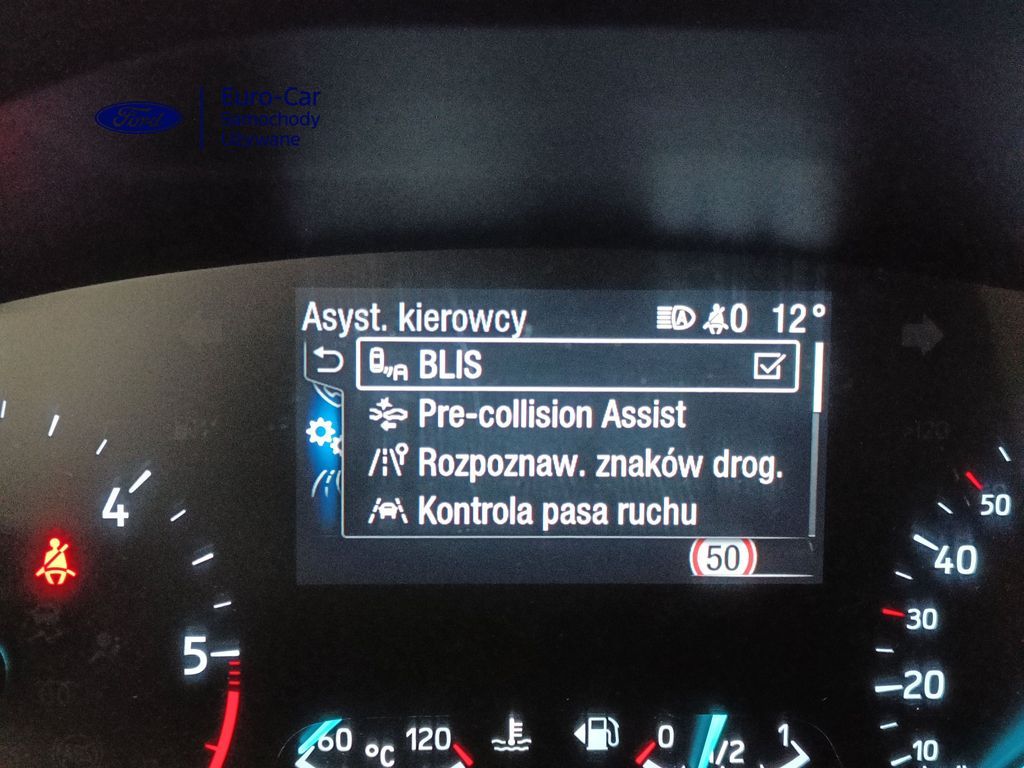 Ford
Euro-Car
Samochody
Używane
Asyst. kierowcy 0 12°
BLIS
Pre-collision Assist
Rozpoznaw. znaków drog.
Kontrola pasa ruchu
50
4
5
50
40
30
20
10
60 °C 120
0 1/2 1